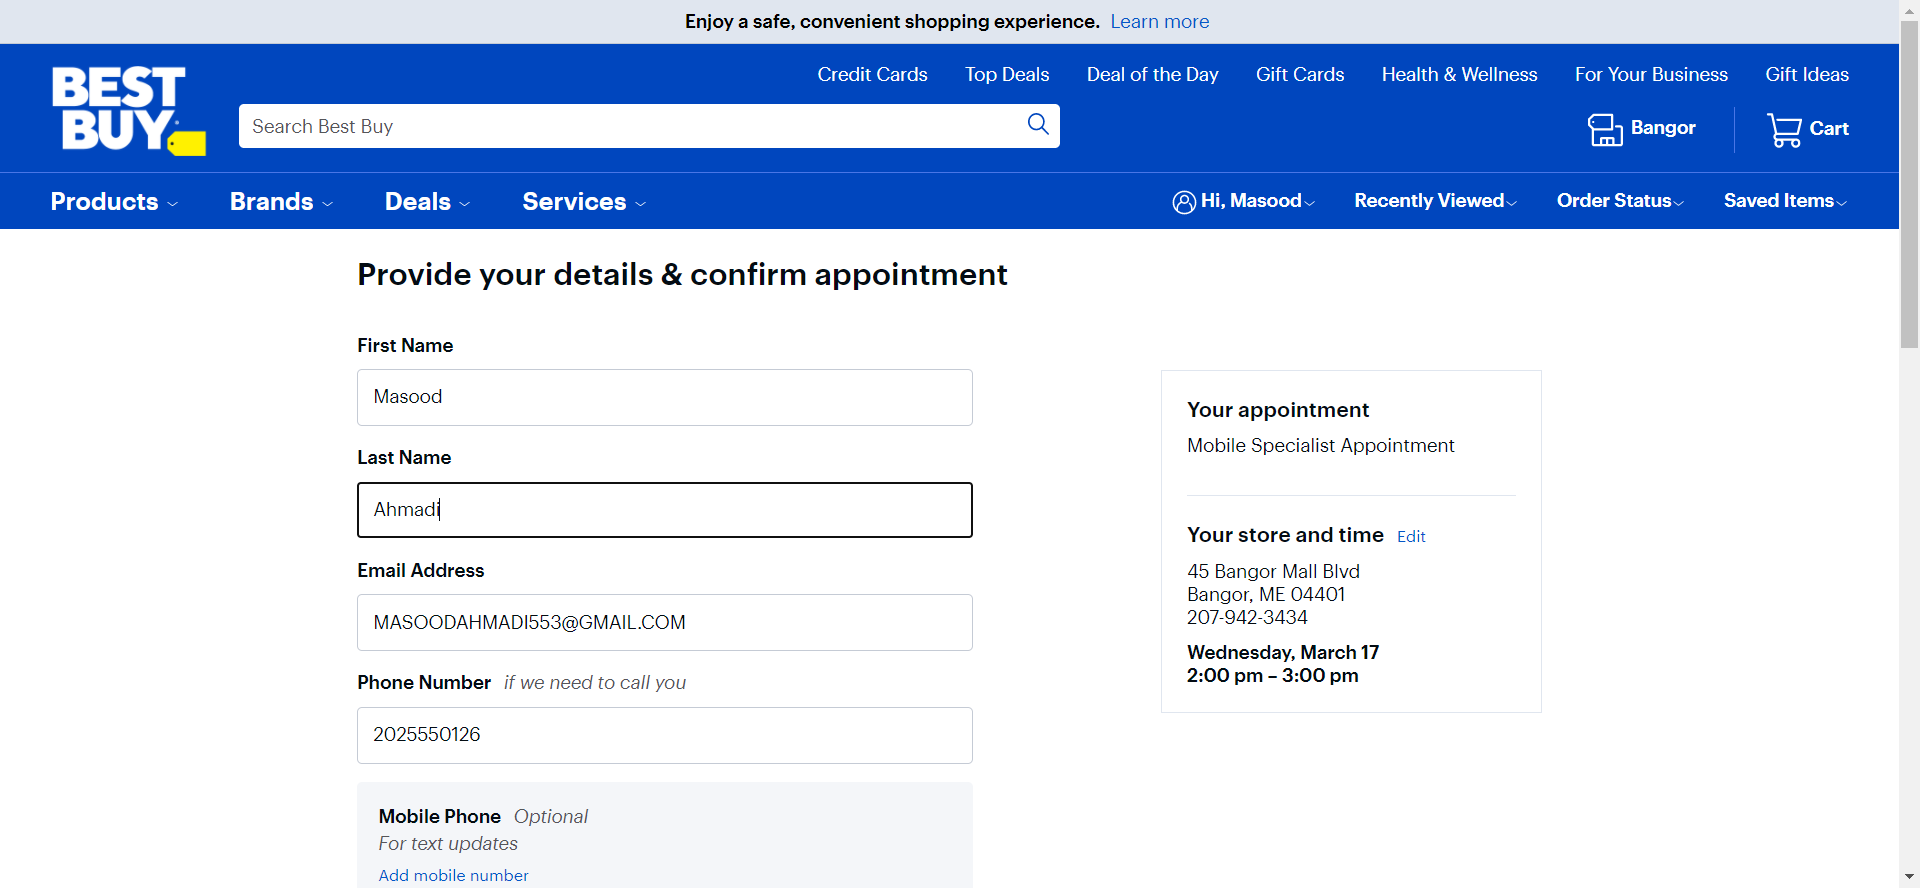 Enjoy a safe, convenient shopping experience. Learn more
BEST BUY
Credit Cards Top Deals Deal of the Day Gift Cards Health & Wellness For Your Business Gift Ideas
Search Best Buy
Bangor Cart
Products Brands Deals Services Hi, Masood Recently Viewed Order Status Saved Items
Provide your details & confirm appointment
First Name
Masood
Last Name
Ahmadi
Email Address
MASOODAHMADI553@GMAIL.COM
Phone Number if we need to call you
2025550126
Mobile Phone Optional
For text updates
Add mobile number
Your appointment
Mobile Specialist Appointment
Your store and time Edit
45 Bangor Mall Blvd
Bangor, ME 04401
207-942-3434
Wednesday, March 17
2:00 pm – 3:00 pm